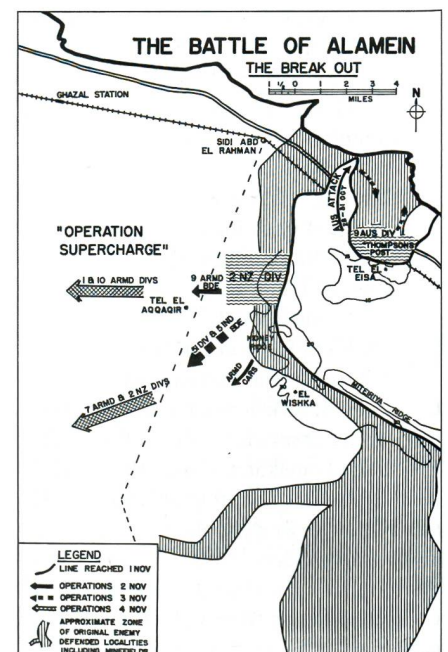 THE BATTLE OF ALAMEIN
THE BREAK OUT
1 ½ 0 1 2 3 4
MILES
N
GHAZAL STATION
SIDI ABD
EL RAHMAN
AUS ATTACK
31 OCT
"OPERATION
SUPERCHARGE"
9 AUS DIV
"THOMPSONS
POST"
TEL EL
EISA
1 & 10 ARMD DIVS
9 ARMD
BDE
2 NZ DIV
TEL EL
AQQAQIR
51 DIV & 5 IND
BDE
KIDNEY
RIDGE
ARMD
CARS
7 ARMD & 2 NZ DIVS
EL
WISHKA
MITEIRIYA RIDGE
LEGEND
LINE REACHED 1 NOV
OPERATIONS 2 NOV
OPERATIONS 3 NOV
OPERATIONS 4 NOV
APPROXIMATE ZONE
OF ORIGINAL ENEMY
DEFENDED LOCALITIES
INCLUDING MINEFIELDS